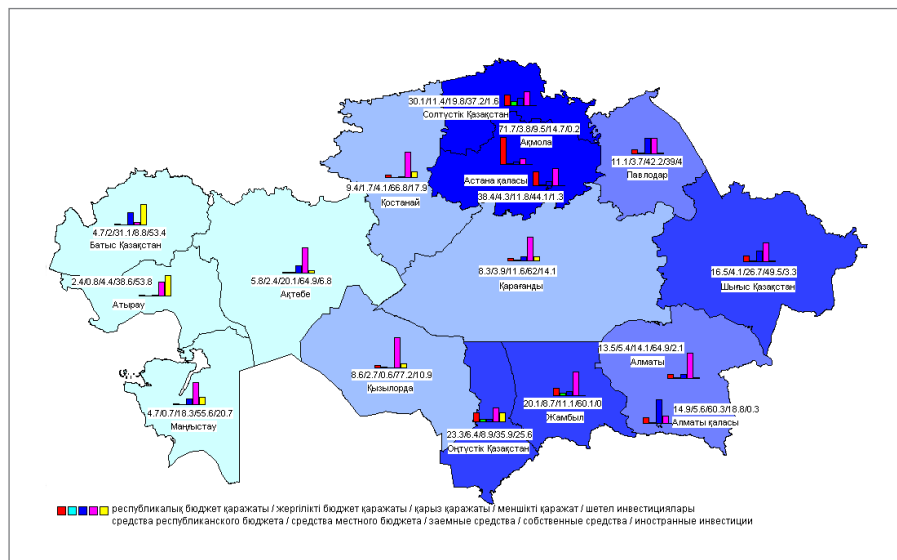 30.1/11.4/19.8/37.2/1.6
Солтүстік Қазақстан
71.7/3.8/9.5/14.7/0.2
Ақмола
11.1/3.7/42.2/39/4
Павлодар
Астана қаласы
38.4/4.3/11.8/44.1/1.3
9.4/1.7/4.1/66.8/17.9
Қостанай
4.7/2/31.1/8.8/53.4
Батыс Қазақстан
2.4/0.8/4.4/38.6/53.8
Атырау
5.8/2.4/20.1/64.9/6.8
Ақтөбе
8.3/3.9/11.6/62/14.1
Қарағанды
16.5/4.1/26.7/49.5/3.3
Шығыс Қазақстан
13.5/5.4/14.1/64.9/2.1
Алматы
8.6/2.7/0.6/77.2/10.9
Қызылорда
4.7/0.7/18.3/55.6/20.7
Маңғыстау
20.1/8.7/11.1/60.1/0
Жамбыл
14.9/5.6/60.3/18.8/0.3
Алматы қаласы
23.3/6.4/8.9/35.9/25.6
Оңтүстік Қазақстан
республикалық бюджет қаражаты / жергілікті бюджет қаражаты / қарыз қаражаты / меншікті қаражат / шетел инвестициялары
средства республиканского бюджета / средства местного бюджета / заемные средства / собственные средства / иностранные инвестиции